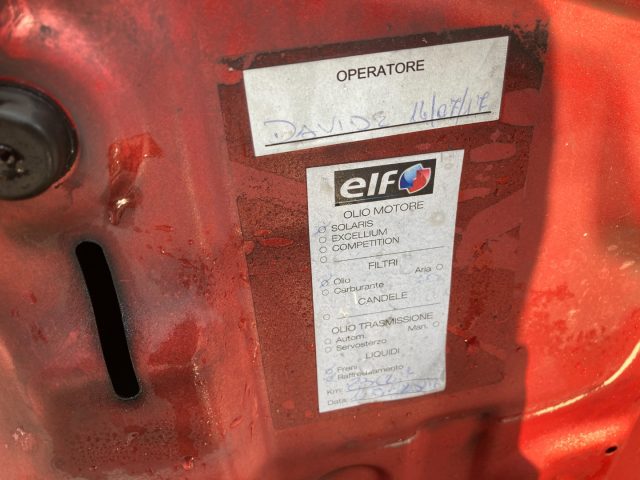 OPERATORE
DAVIDE 16/07/17
elf
OLIO MOTORE
SOLARIS
EXCELLIUM
COMPETITION
FILTRI
Olio Aria
Carburante
CANDELE
OLIO TRASMISSIONE
Autom. Man.
Servosterzo
LIQUIDI
Freni
Raffreddamento
Km:
Data: